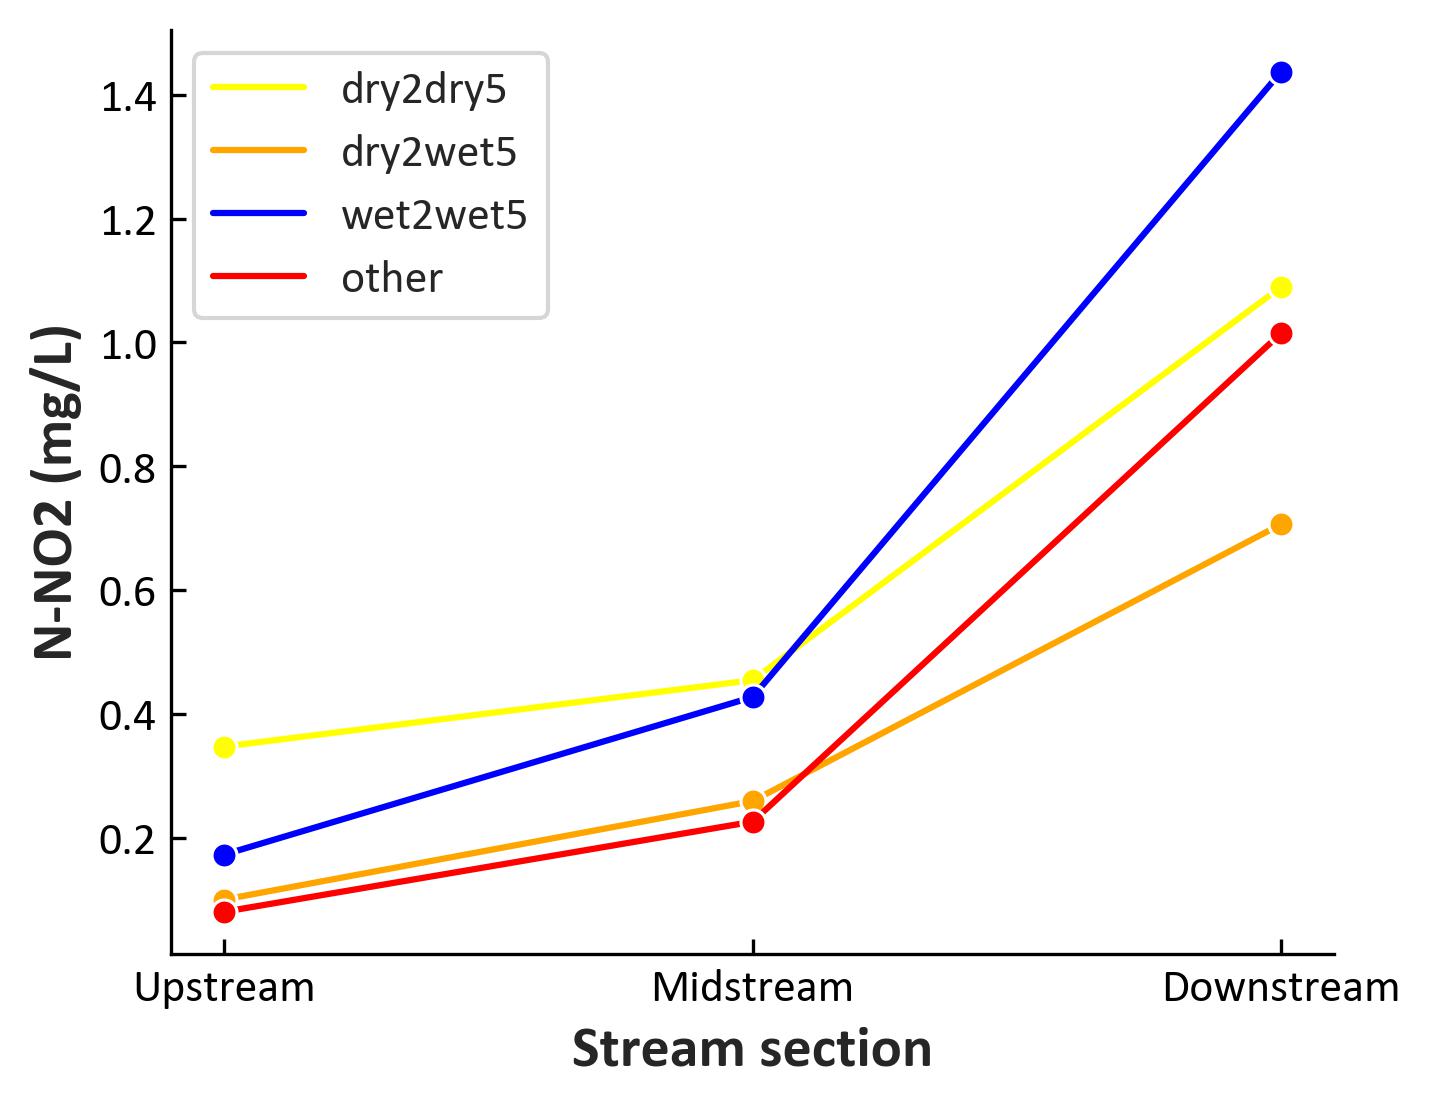 dry2dry5
dry2wet5
wet2wet5
other
1.4
1.2
1.0
0.8
0.6
0.4
0.2
N-NO2 (mg/L)
Upstream Midstream Downstream
Stream section